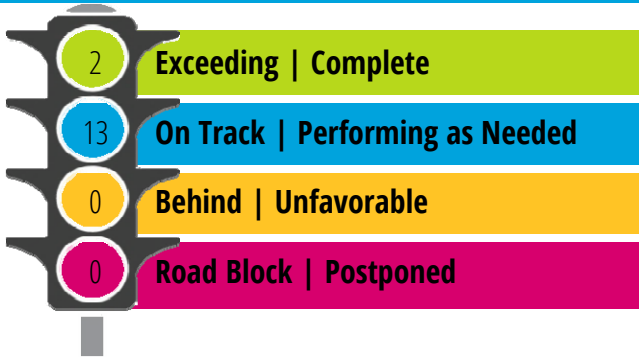 2 Exceeding | Complete
13 On Track | Performing as Needed
0 Behind | Unfavorable
0 Road Block | Postponed